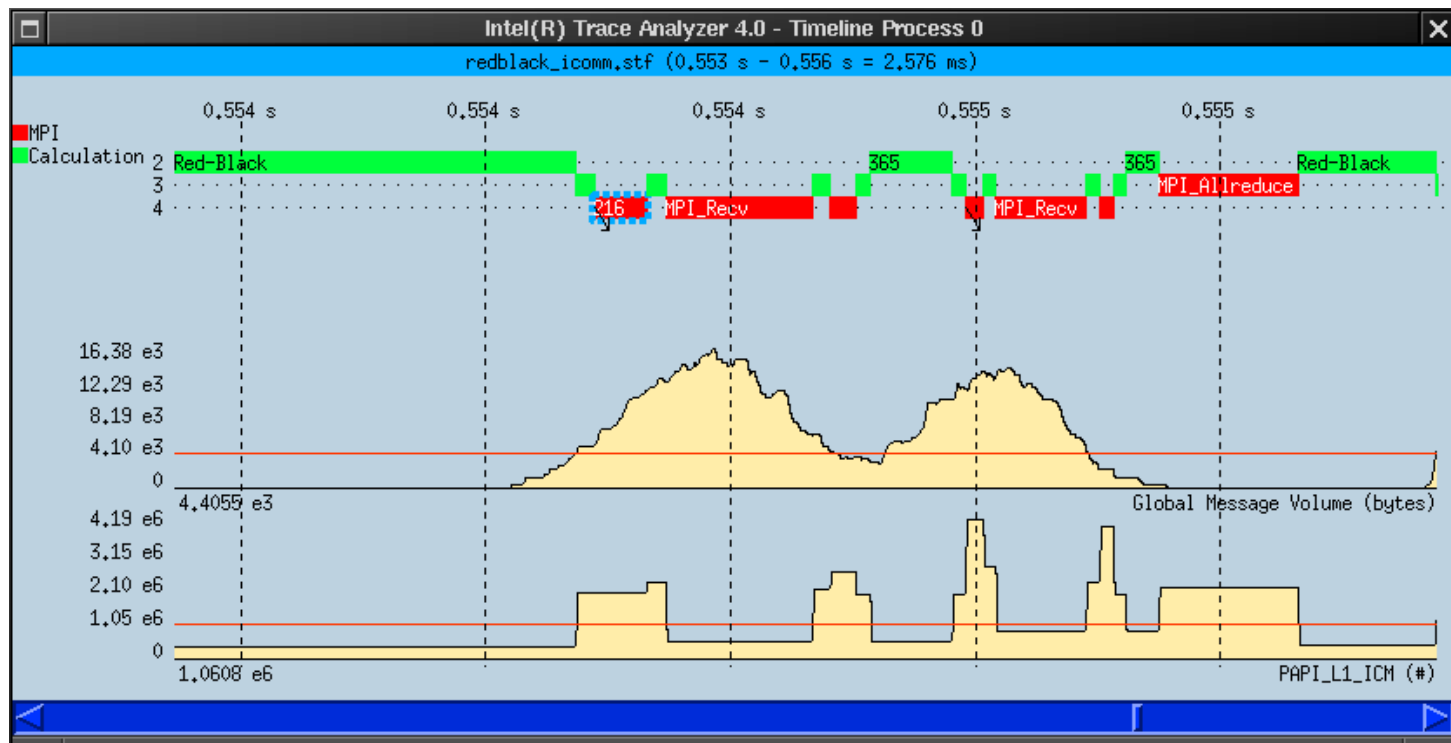 Intel(R) Trace Analyzer 4.0 - Timeline Process 0
redblack_icomm.stf (0.553 s - 0.556 s = 2.576 ms)
0.554 s 0.554 s 0.554 s 0.555 s 0.555 s
MPI
Calculation 2 Red-Black 365 365 Red-Black
3 MPI_Allreduce
4 216 MPI_Recv MPI_Recv
16.38 e3
12.29 e3
8.19 e3
4.10 e3
0
4.4055 e3 Global Message Volume (bytes)
4.19 e6
3.15 e6
2.10 e6
1.05 e6
0
1.0608 e6 PAPI_L1_ICM (#)